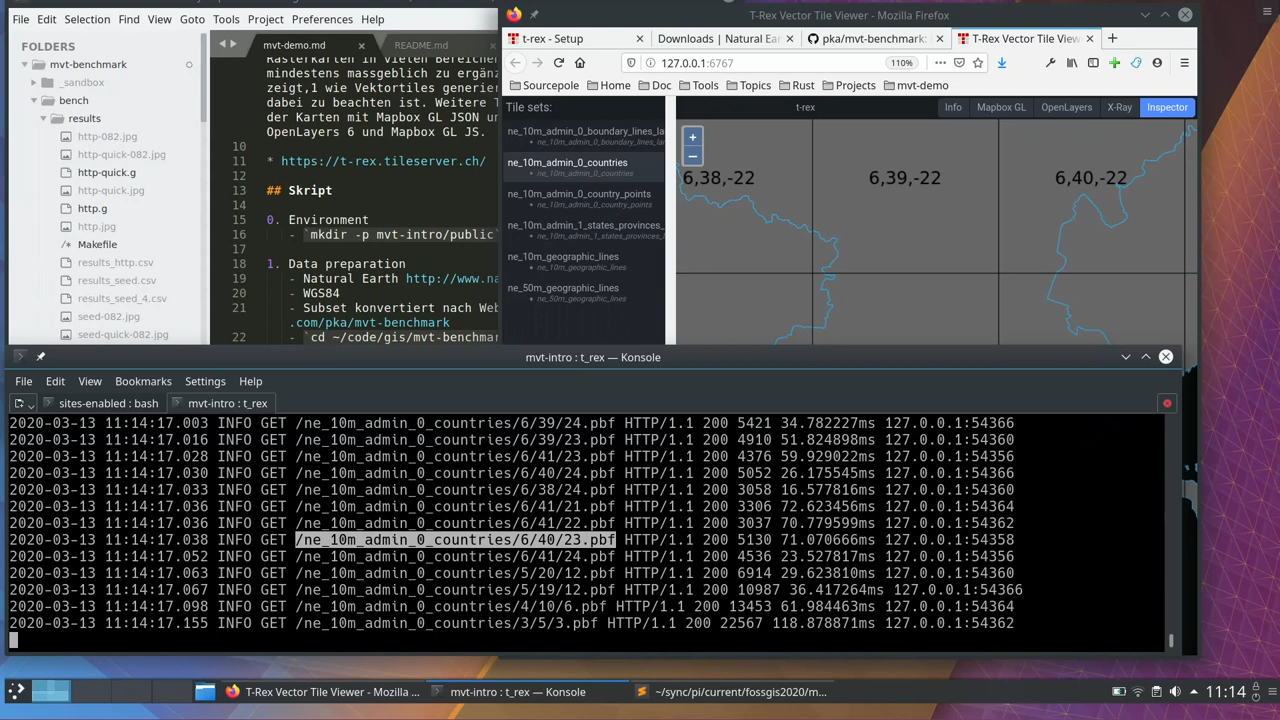 File Edit Selection Find View Goto Tools Project Preferences Help
FOLDERS
mvt-benchmark
_sandbox
bench
results
http-082.jpg
http-quick-082.jpg
http-quick.g
http-quick.jpg
http.g
http.jpg
/* Makefile
results_http.csv
results_seed.csv
results_seed_4.csv
seed-082.jpg
seed-quick-082.jpg
mvt-demo.md
README.md
Rasterkarten in vielen Bereichen
mindestens massgeblich zu ergänz
zeigt,1 wie Vektortiles generier
dabei zu beachten ist. Weitere T
der Karten mit Mapbox GL JSON un
OpenLayers 6 und Mapbox GL JS.
10
11 * https://t-rex.tileserver.ch/
12
13 ## Skript
14
15 0. Environment
16 - `mkdir -p mvt-intro/public`
17
18 1. Data preparation
19 - Natural Earth http://www.na
20 - WGS84
21 - Subset konvertiert nach Web
.com/pka/mvt-benchmark
22 - `cd ~/code/gis/mvt-benchmar
T-Rex Vector Tile Viewer - Mozilla Firefox
t-rex - Setup
Downloads | Natural Ear
pka/mvt-benchmark:
T-Rex Vector Tile View
127.0.0.1:6767
110%
Sourcepole Home Doc Tools Topics Rust Projects mvt-demo
Tile sets:
ne_10m_admin_0_boundary_lines_la
ne_10m_admin_0_boundary_lines_la
ne_10m_admin_0_countries
ne_10m_admin_0_countries
ne_10m_admin_0_country_points
ne_10m_admin_0_country_points
ne_10m_admin_1_states_provinces_
ne_10m_admin_1_states_provinces_l
ne_10m_geographic_lines
ne_10m_geographic_lines
ne_50m_geographic_lines
ne_50m_geographic_lines
t-rex
Info Mapbox GL OpenLayers X-Ray Inspector
+
−
6,38,-22 6,39,-22 6,40,-22
mvt-intro : t_rex — Konsole
File Edit View Bookmarks Settings Help
sites-enabled : bash
mvt-intro : t_rex
2020-03-13 11:14:17.003 INFO GET /ne_10m_admin_0_countries/6/39/24.pbf HTTP/1.1 200 5421 34.782227ms 127.0.0.1:54366
2020-03-13 11:14:17.016 INFO GET /ne_10m_admin_0_countries/6/39/23.pbf HTTP/1.1 200 4910 51.824898ms 127.0.0.1:54360
2020-03-13 11:14:17.028 INFO GET /ne_10m_admin_0_countries/6/41/23.pbf HTTP/1.1 200 4376 59.929022ms 127.0.0.1:54356
2020-03-13 11:14:17.030 INFO GET /ne_10m_admin_0_countries/6/40/24.pbf HTTP/1.1 200 5052 26.175545ms 127.0.0.1:54364
2020-03-13 11:14:17.033 INFO GET /ne_10m_admin_0_countries/6/38/24.pbf HTTP/1.1 200 3058 16.577816ms 127.0.0.1:54360
2020-03-13 11:14:17.036 INFO GET /ne_10m_admin_0_countries/6/41/21.pbf HTTP/1.1 200 3306 72.623456ms 127.0.0.1:54366
2020-03-13 11:14:17.036 INFO GET /ne_10m_admin_0_countries/6/41/22.pbf HTTP/1.1 200 3037 70.779599ms 127.0.0.1:54362
2020-03-13 11:14:17.038 INFO GET /ne_10m_admin_0_countries/6/40/23.pbf HTTP/1.1 200 5130 71.070666ms 127.0.0.1:54358
2020-03-13 11:14:17.052 INFO GET /ne_10m_admin_0_countries/6/41/24.pbf HTTP/1.1 200 4536 23.527817ms 127.0.0.1:54356
2020-03-13 11:14:17.063 INFO GET /ne_10m_admin_0_countries/5/20/12.pbf HTTP/1.1 200 6914 29.623810ms 127.0.0.1:54360
2020-03-13 11:14:17.067 INFO GET /ne_10m_admin_0_countries/5/19/12.pbf HTTP/1.1 200 10987 36.417264ms 127.0.0.1:54366
2020-03-13 11:14:17.098 INFO GET /ne_10m_admin_0_countries/4/10/6.pbf HTTP/1.1 200 13453 61.984463ms 127.0.0.1:54364
2020-03-13 11:14:17.155 INFO GET /ne_10m_admin_0_countries/3/5/3.pbf HTTP/1.1 200 22567 118.878871ms 127.0.0.1:54362
T-Rex Vector Tile Viewer - Mozilla ...
mvt-intro : t_rex — Konsole
~/sync/pi/current/fossgis2020/m...
11:14